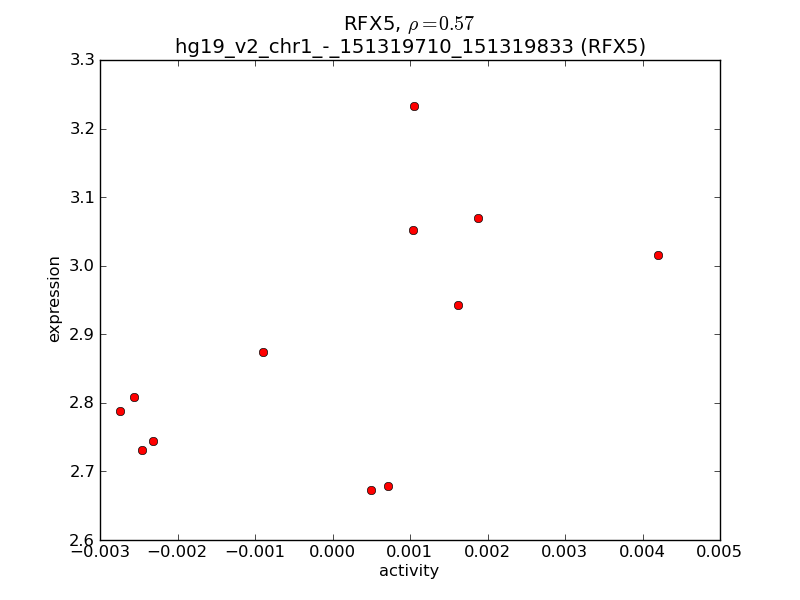 RFX5, ρ=0.57
hg19_v2_chr1_-_151319710_151319833 (RFX5)
3.3
3.2
3.1
3.0
2.9
2.8
2.7
2.6
expression
−0.003 −0.002 −0.001 0.000 0.001 0.002 0.003 0.004 0.005
activity